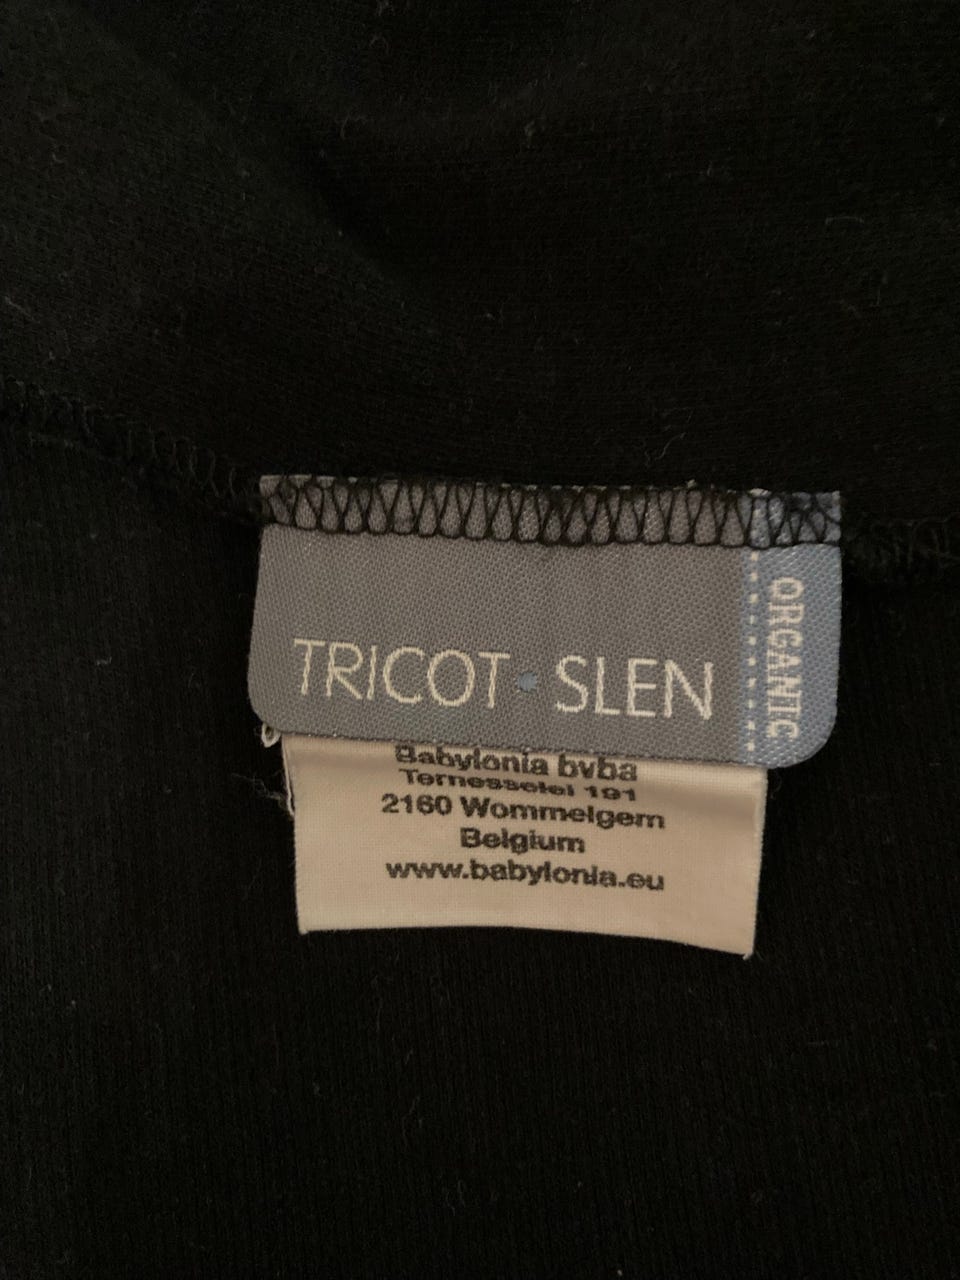 TRICOT • SLEN
ORGANIC
Babylonia bvba
Ternesselei 191
2160 Wommelgem
Belgium
www.babylonia.eu